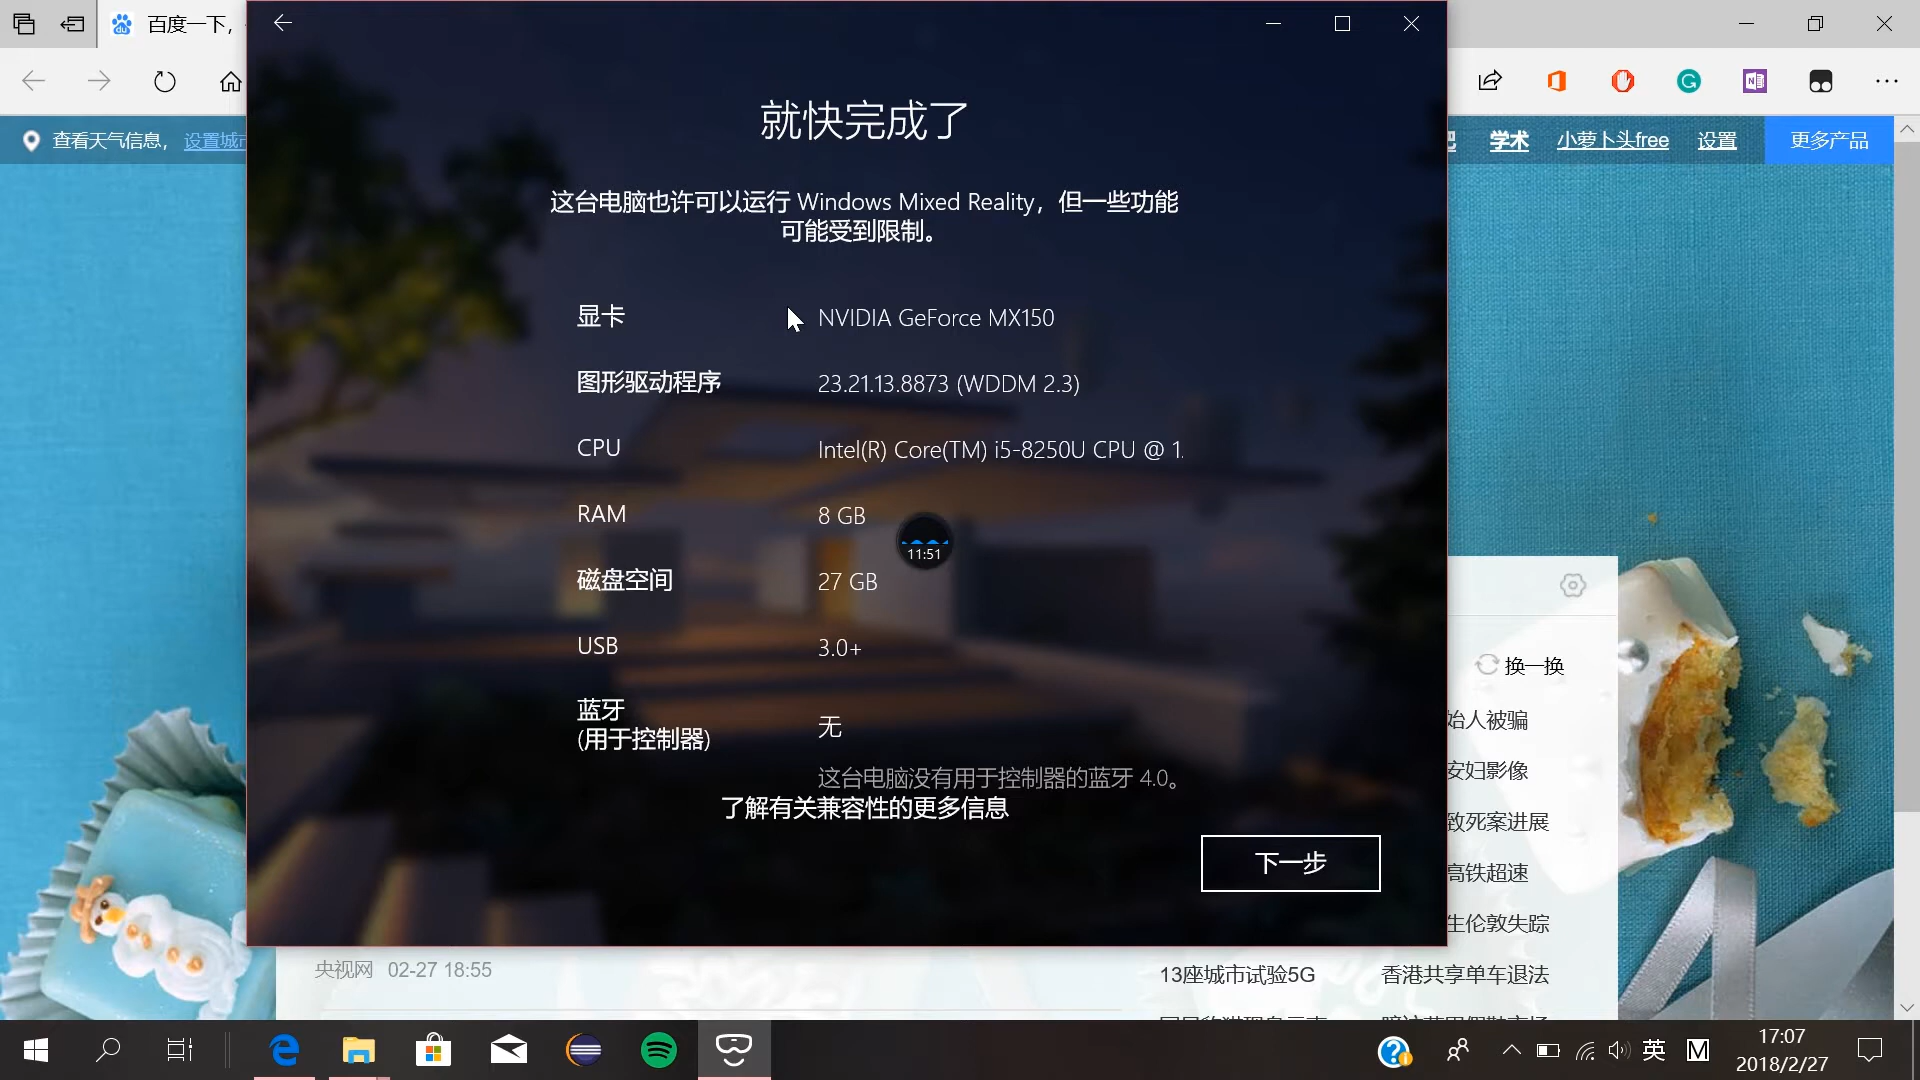 百度一下，
查看天气信息，设置城市
学术
小萝卜头free
设置
更多产品
就快完成了
这台电脑也许可以运行 Windows Mixed Reality，但一些功能
可能受到限制。
显卡 NVIDIA GeForce MX150
图形驱动程序 23.21.13.8873 (WDDM 2.3)
CPU Intel(R) Core(TM) i5-8250U CPU @ 1.
RAM 8 GB
11:51
磁盘空间 27 GB
USB 3.0+
蓝牙
(用于控制器) 无
这台电脑没有用于控制器的蓝牙 4.0。
了解有关兼容性的更多信息
下一步
换一换
始人被骗
安妇影像
致死案进展
高铁超速
生伦敦失踪
央视网 02-27 18:55
13座城市试验5G 香港共享单车退法
英
M
17:07
2018/2/27